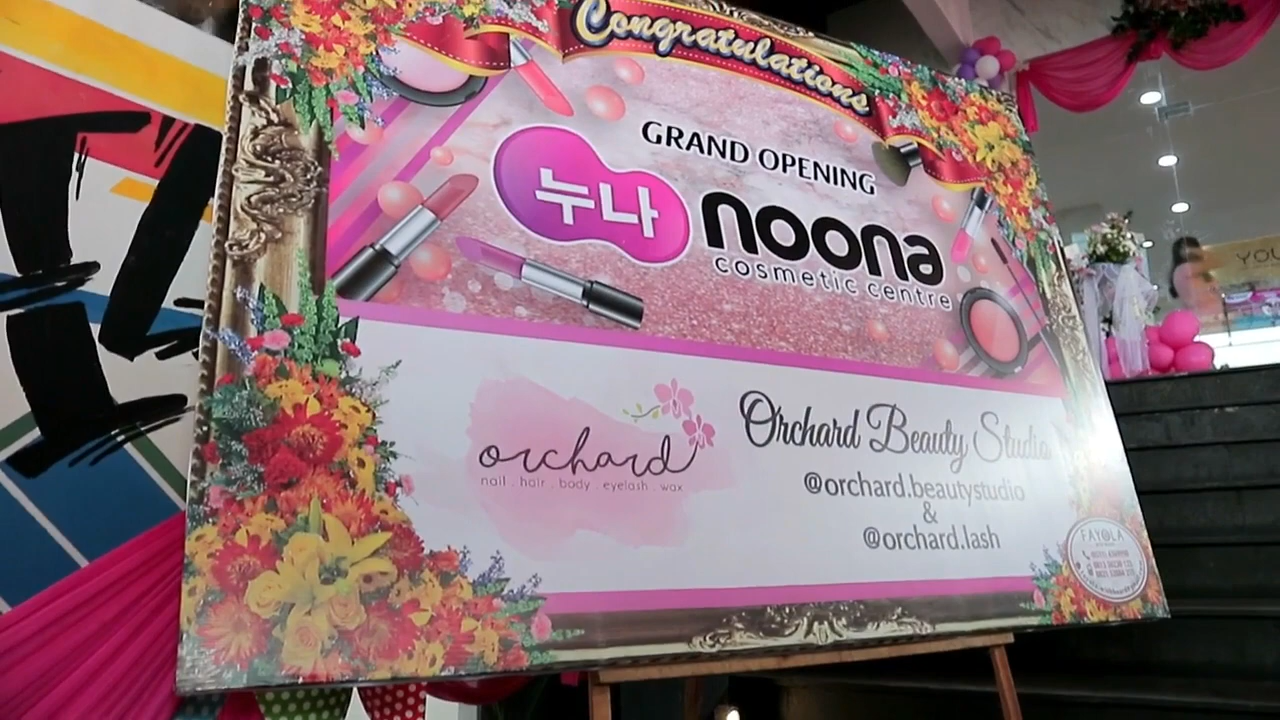 Congratulations
GRAND OPENING
누나 noona
cosmetic centre
orchard
nail . hair . body . eyelash . wax
Orchard Beauty Studio
@orchard.beautystudio
&
@orchard.lash
FAYOLA
YOU